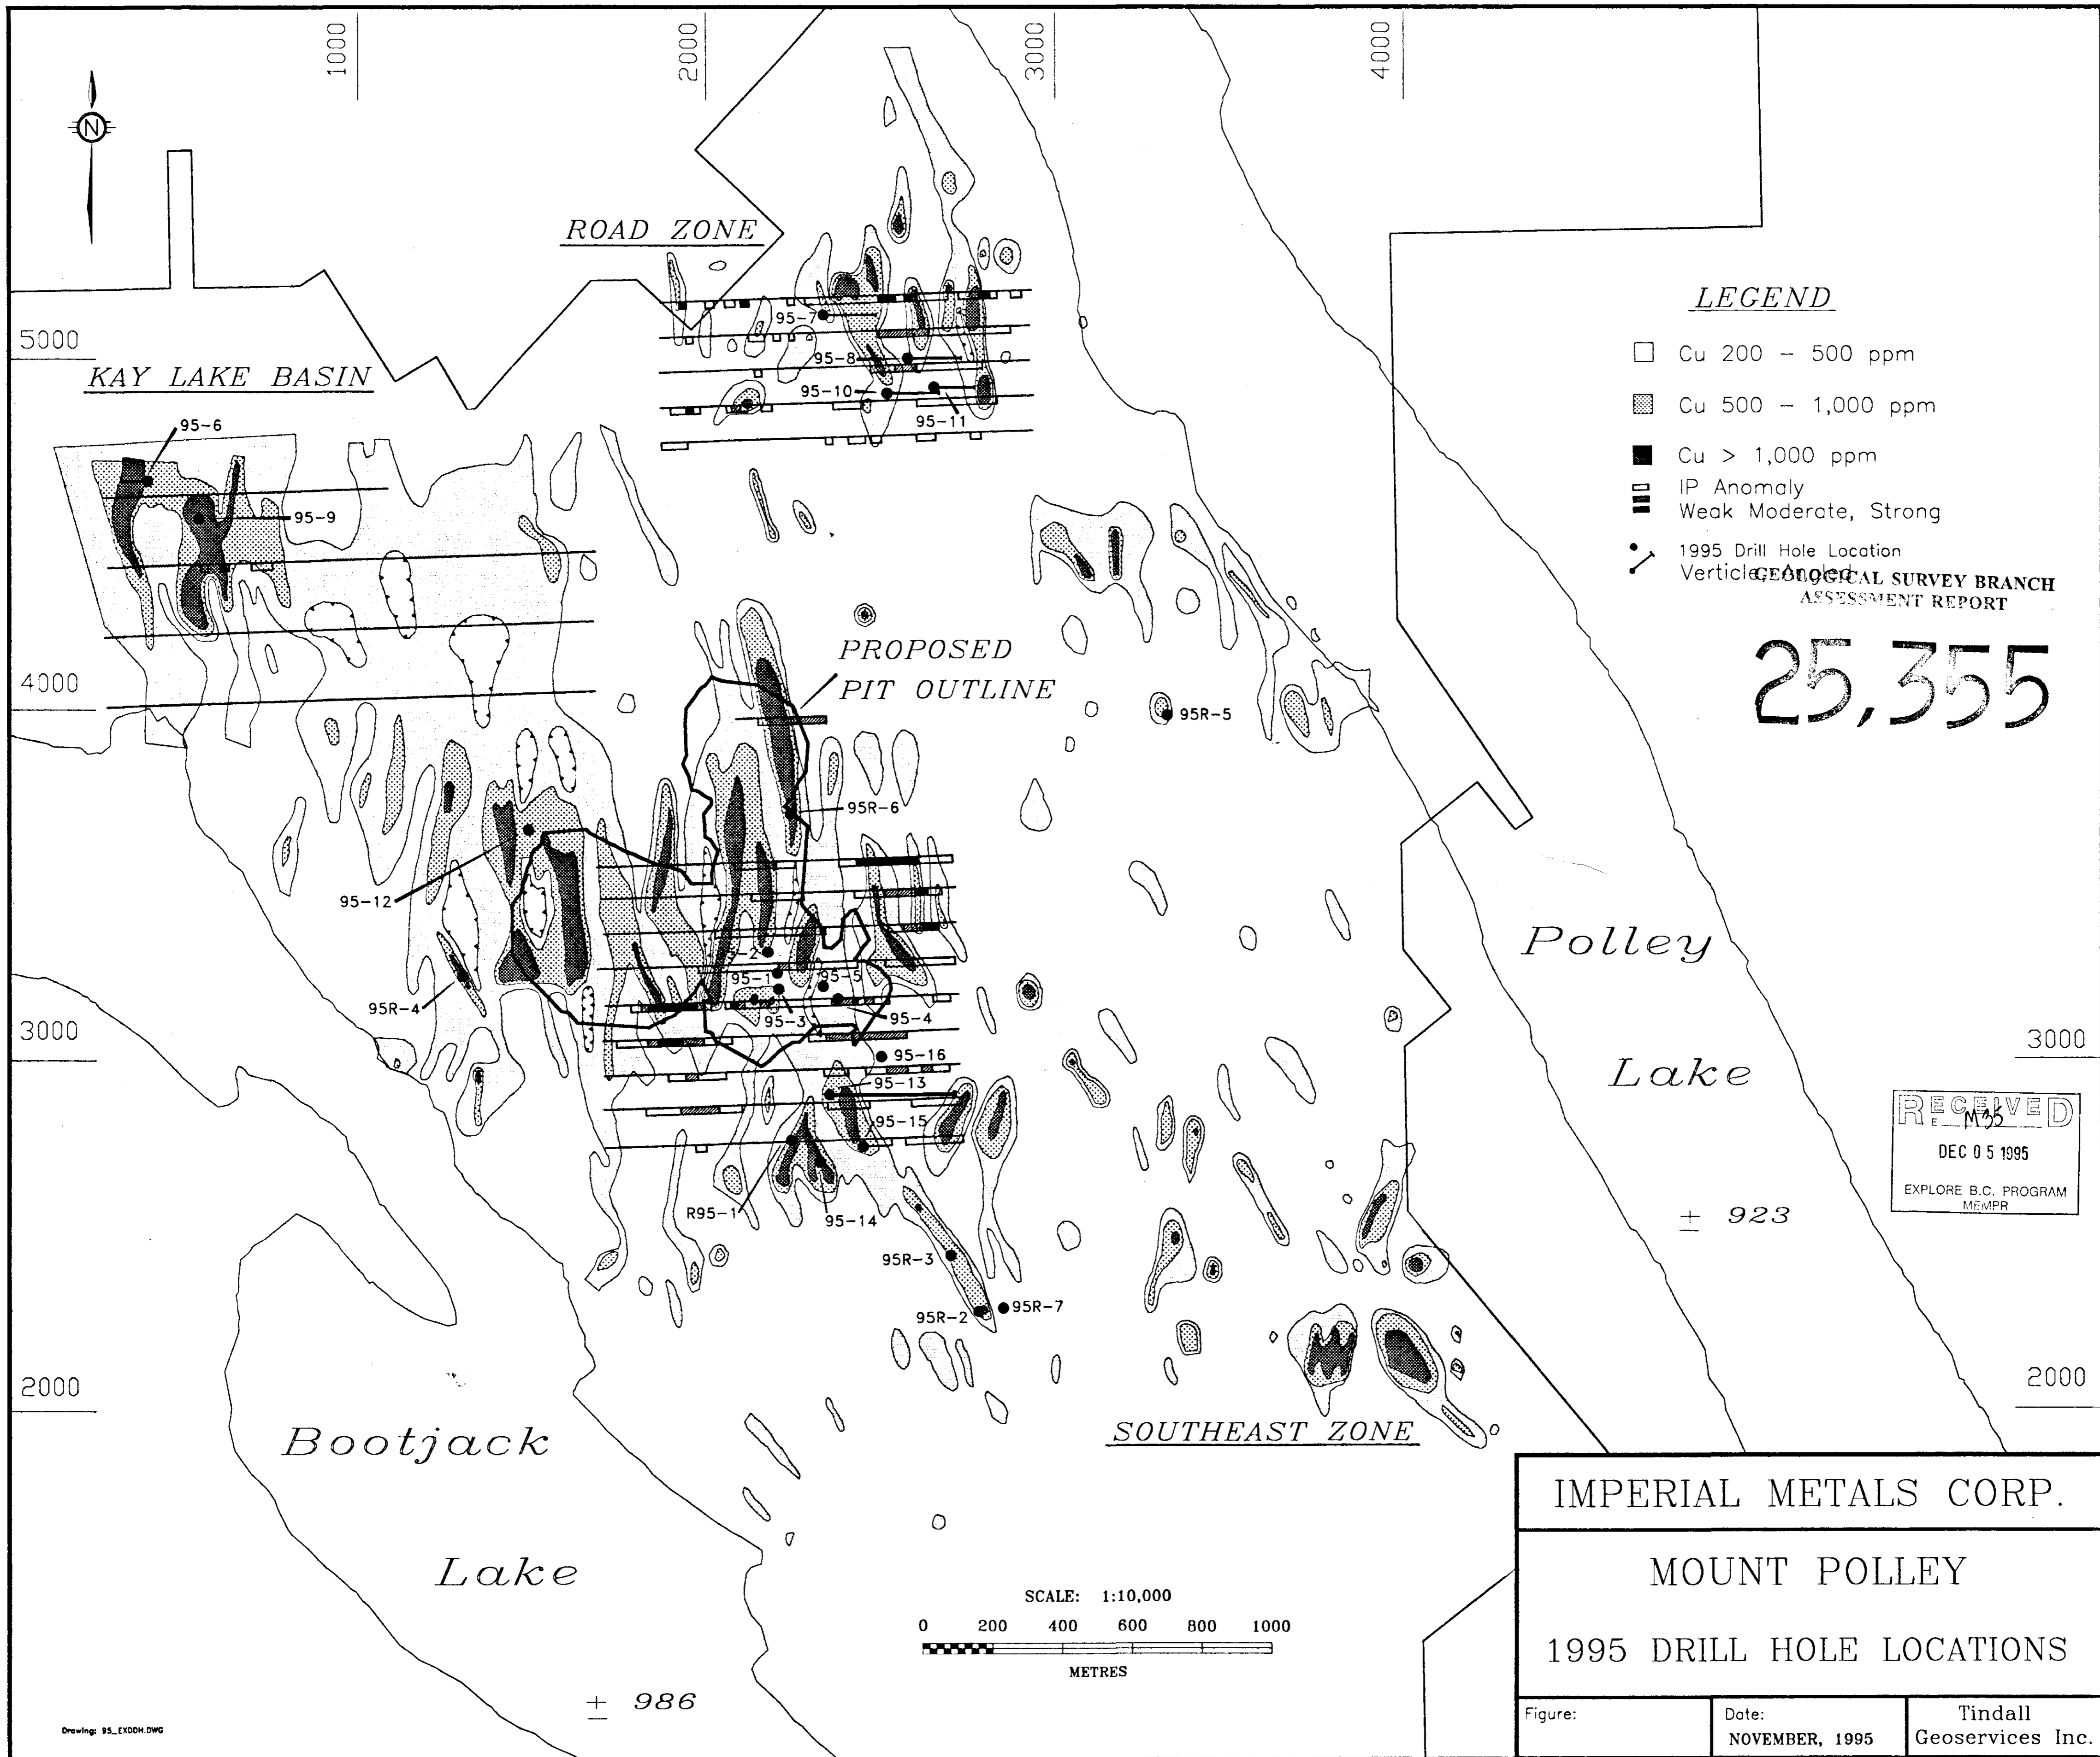 1000
2000
3000
4000
N
ROAD ZONE
5000
KAY LAKE BASIN
95-7
95-8
95-10
95-11
95-6
95-9
LEGEND
Cu 200 - 500 ppm
Cu 500 - 1,000 ppm
Cu > 1,000 ppm
IP Anomaly
Weak Moderate, Strong
1995 Drill Hole Location
Verticle, Angled
GEOLOGICAL SURVEY BRANCH
ASSESSMENT REPORT
25,355
4000
PROPOSED
PIT OUTLINE
95R-5
95R-6
95-12
-2
95-1
95-5
95R-4
95-3
95-4
3000
95-16
95-13
95-15
R95-1
95-14
95R-3
95R-2
95R-7
Polley
Lake
± 923
3000
RECEIVED
M35
DEC 05 1995
EXPLORE B.C. PROGRAM
MEMPR
2000
2000
Bootjack
Lake
± 986
SOUTHEAST ZONE
SCALE: 1:10,000
0 200 400 600 800 1000
METRES
IMPERIAL METALS CORP.
MOUNT POLLEY
1995 DRILL HOLE LOCATIONS
Figure:
Date:
NOVEMBER, 1995
Tindall
Geoservices Inc.
Drawing: 95_EXDDH.DWG